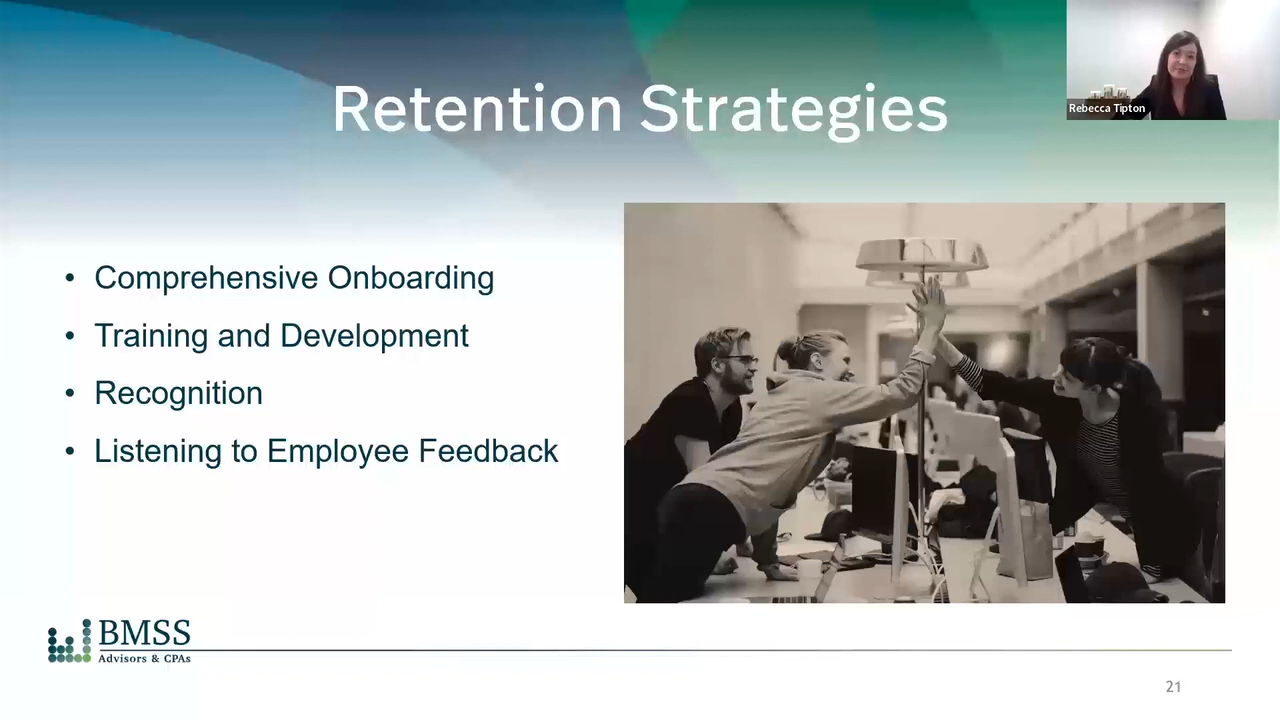 Retention Strategies
Rebecca Tipton
• Comprehensive Onboarding
• Training and Development
• Recognition
• Listening to Employee Feedback
BMSS
Advisors & CPAs
21